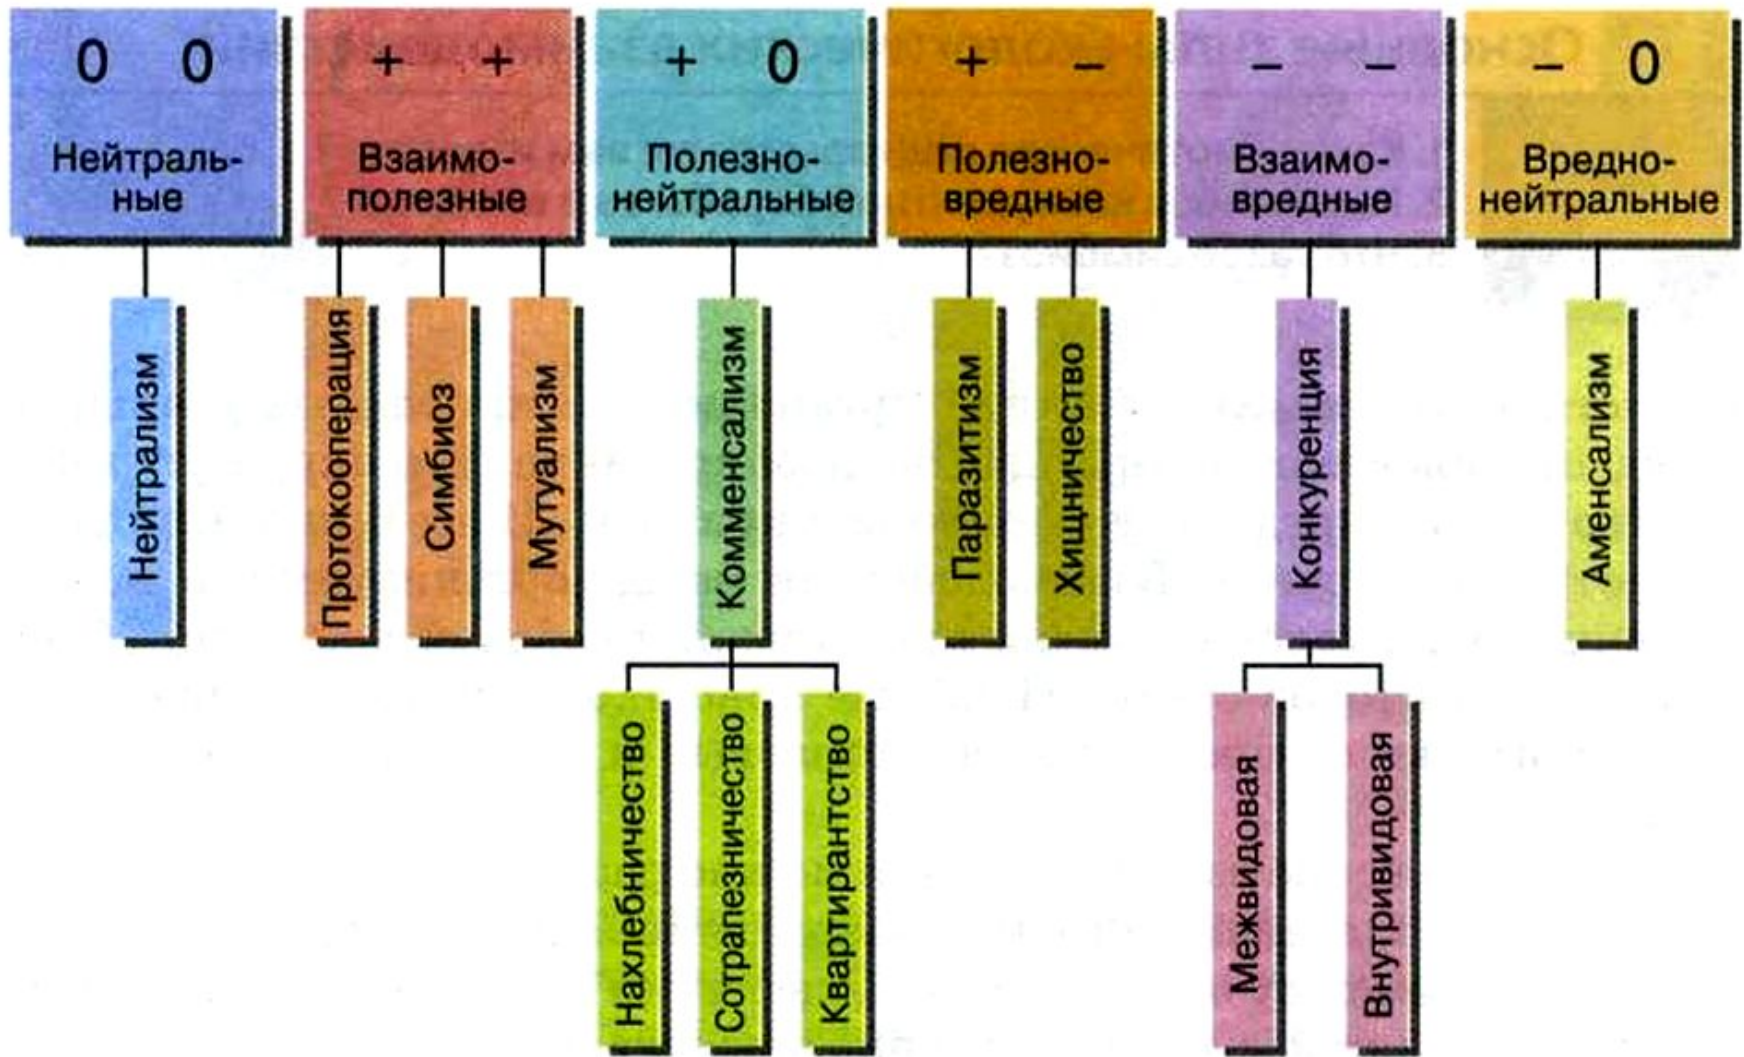 0 0
Нейтраль-
ные
+ +
Взаимо-
полезные
+ 0
Полезно-
нейтральные
+ –
Полезно-
вредные
– –
Взаимо-
вредные
– 0
Вредно-
нейтральные
Нейтрализм
Протокооперация
Симбиоз
Мутуализм
Комменсализм
Паразитизм
Хищничество
Конкуренция
Аменсализм
Нахлебничество
Сотрапезничество
Квартирантство
Межвидовая
Внутривидовая